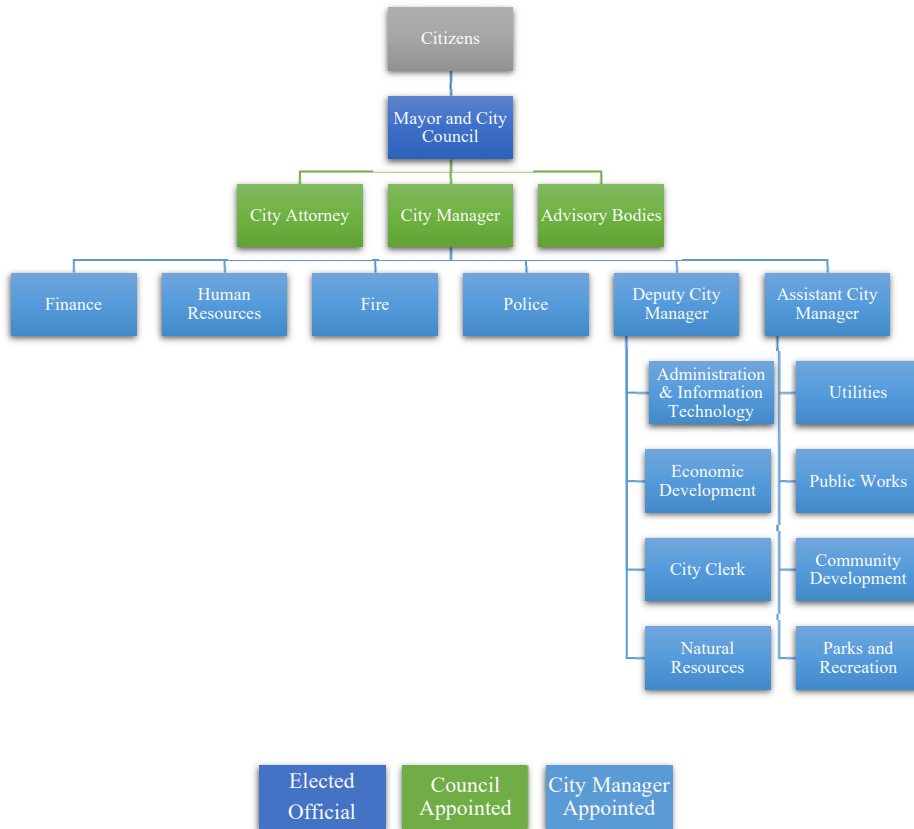 Citizens
Mayor and City
Council
City Attorney
City Manager
Advisory Bodies
Finance
Human
Resources
Fire
Police
Deputy City
Manager
Assistant City
Manager
Administration
& Information
Technology
Utilities
Economic
Development
Public Works
City Clerk
Community
Development
Natural
Resources
Parks and
Recreation
Elected
Official
Council
Appointed
City Manager
Appointed